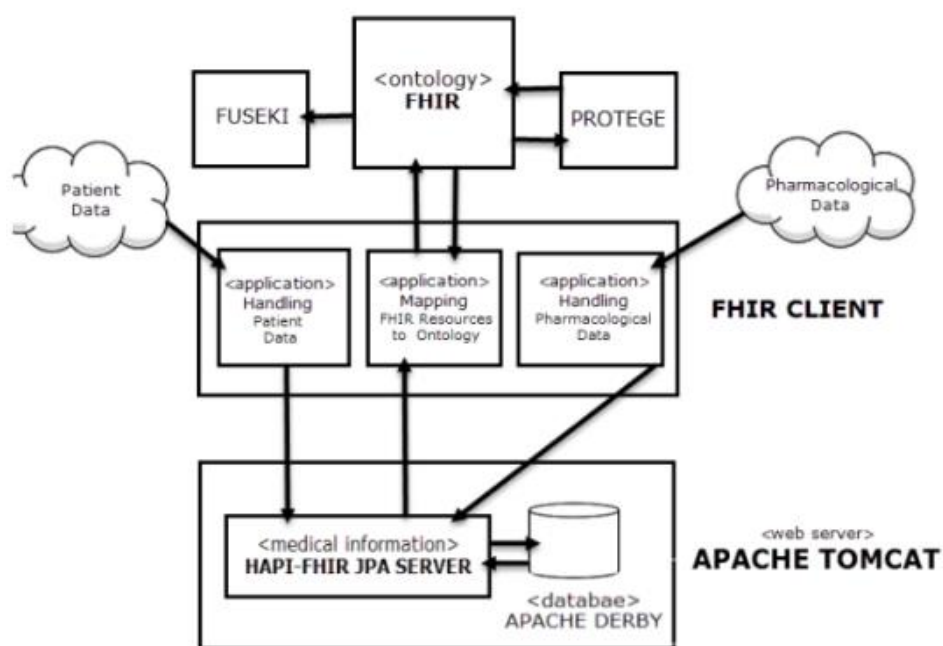 <ontology>
FHIR
FUSEKI
PROTEGE
Patient
Data
Pharmacological
Data
<application>
Handling
Patient
Data
<application>
Mapping
FHIR Resources
to Ontology
<application>
Handling
Pharmacological
Data
FHIR CLIENT
<medical information>
HAPI-FHIR JPA SERVER
<databae>
APACHE DERBY
<web server>
APACHE TOMCAT